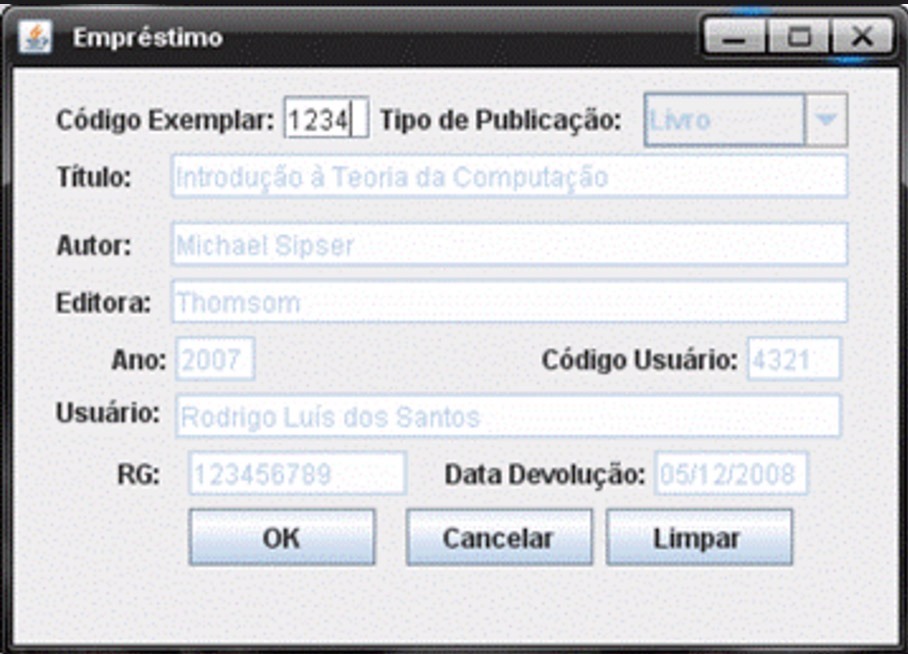 Empréstimo
Código Exemplar: 1234 Tipo de Publicação: Livro
Título: Introdução à Teoria da Computação
Autor: Michael Sipser
Editora: Thomsom
Ano: 2007 Código Usuário: 4321
Usuário: Rodrigo Luís dos Santos
RG: 123456789 Data Devolução: 05/12/2008
OK Cancelar Limpar